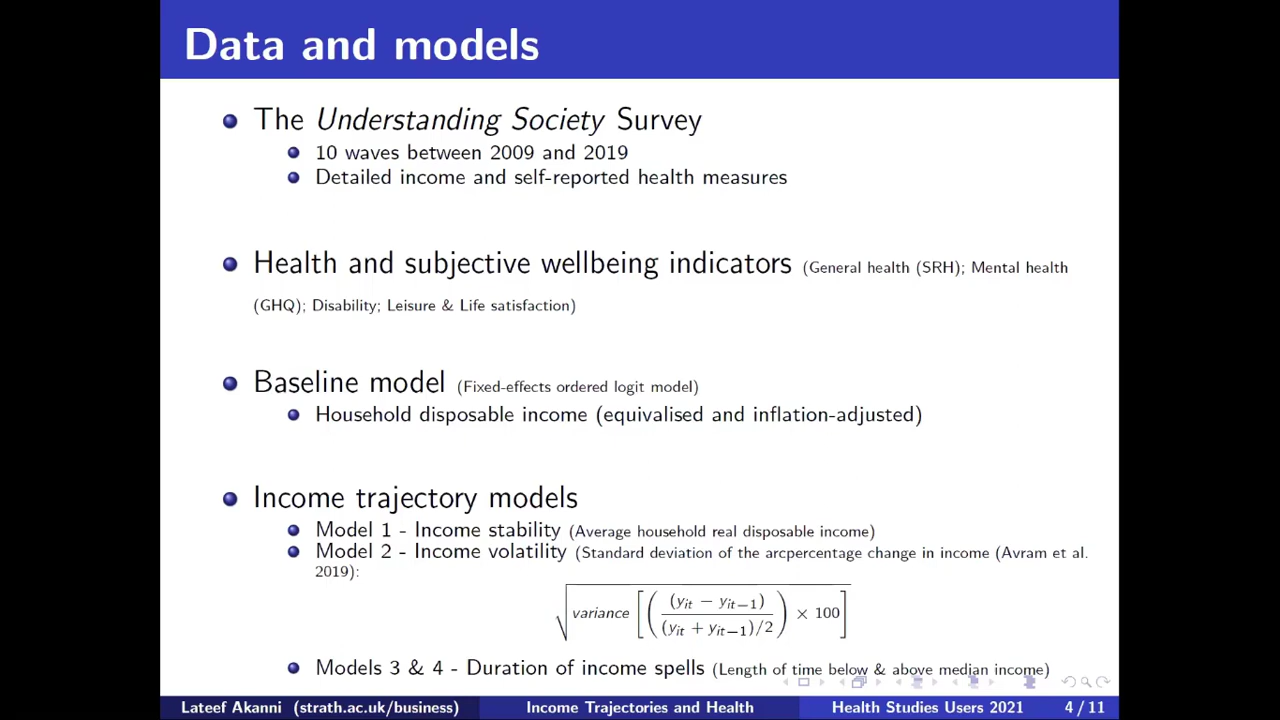 Data and models
The Understanding Society Survey
10 waves between 2009 and 2019
Detailed income and self-reported health measures
Health and subjective wellbeing indicators (General health (SRH); Mental health
(GHQ); Disability; Leisure & Life satisfaction)
Baseline model (Fixed-effects ordered logit model)
Household disposable income (equivalised and inflation-adjusted)
Income trajectory models
Model 1 - Income stability (Average household real disposable income)
Model 2 - Income volatility (Standard deviation of the arcpercentage change in income (Avram et al.
2019):
√variance [((y_it − y_it−1) / (y_it + y_it−1)/2) × 100]
Models 3 & 4 - Duration of income spells (Length of time below & above median income)
Lateef Akanni (strath.ac.uk/business) Income Trajectories and Health Health Studies Users 2021 4 / 11